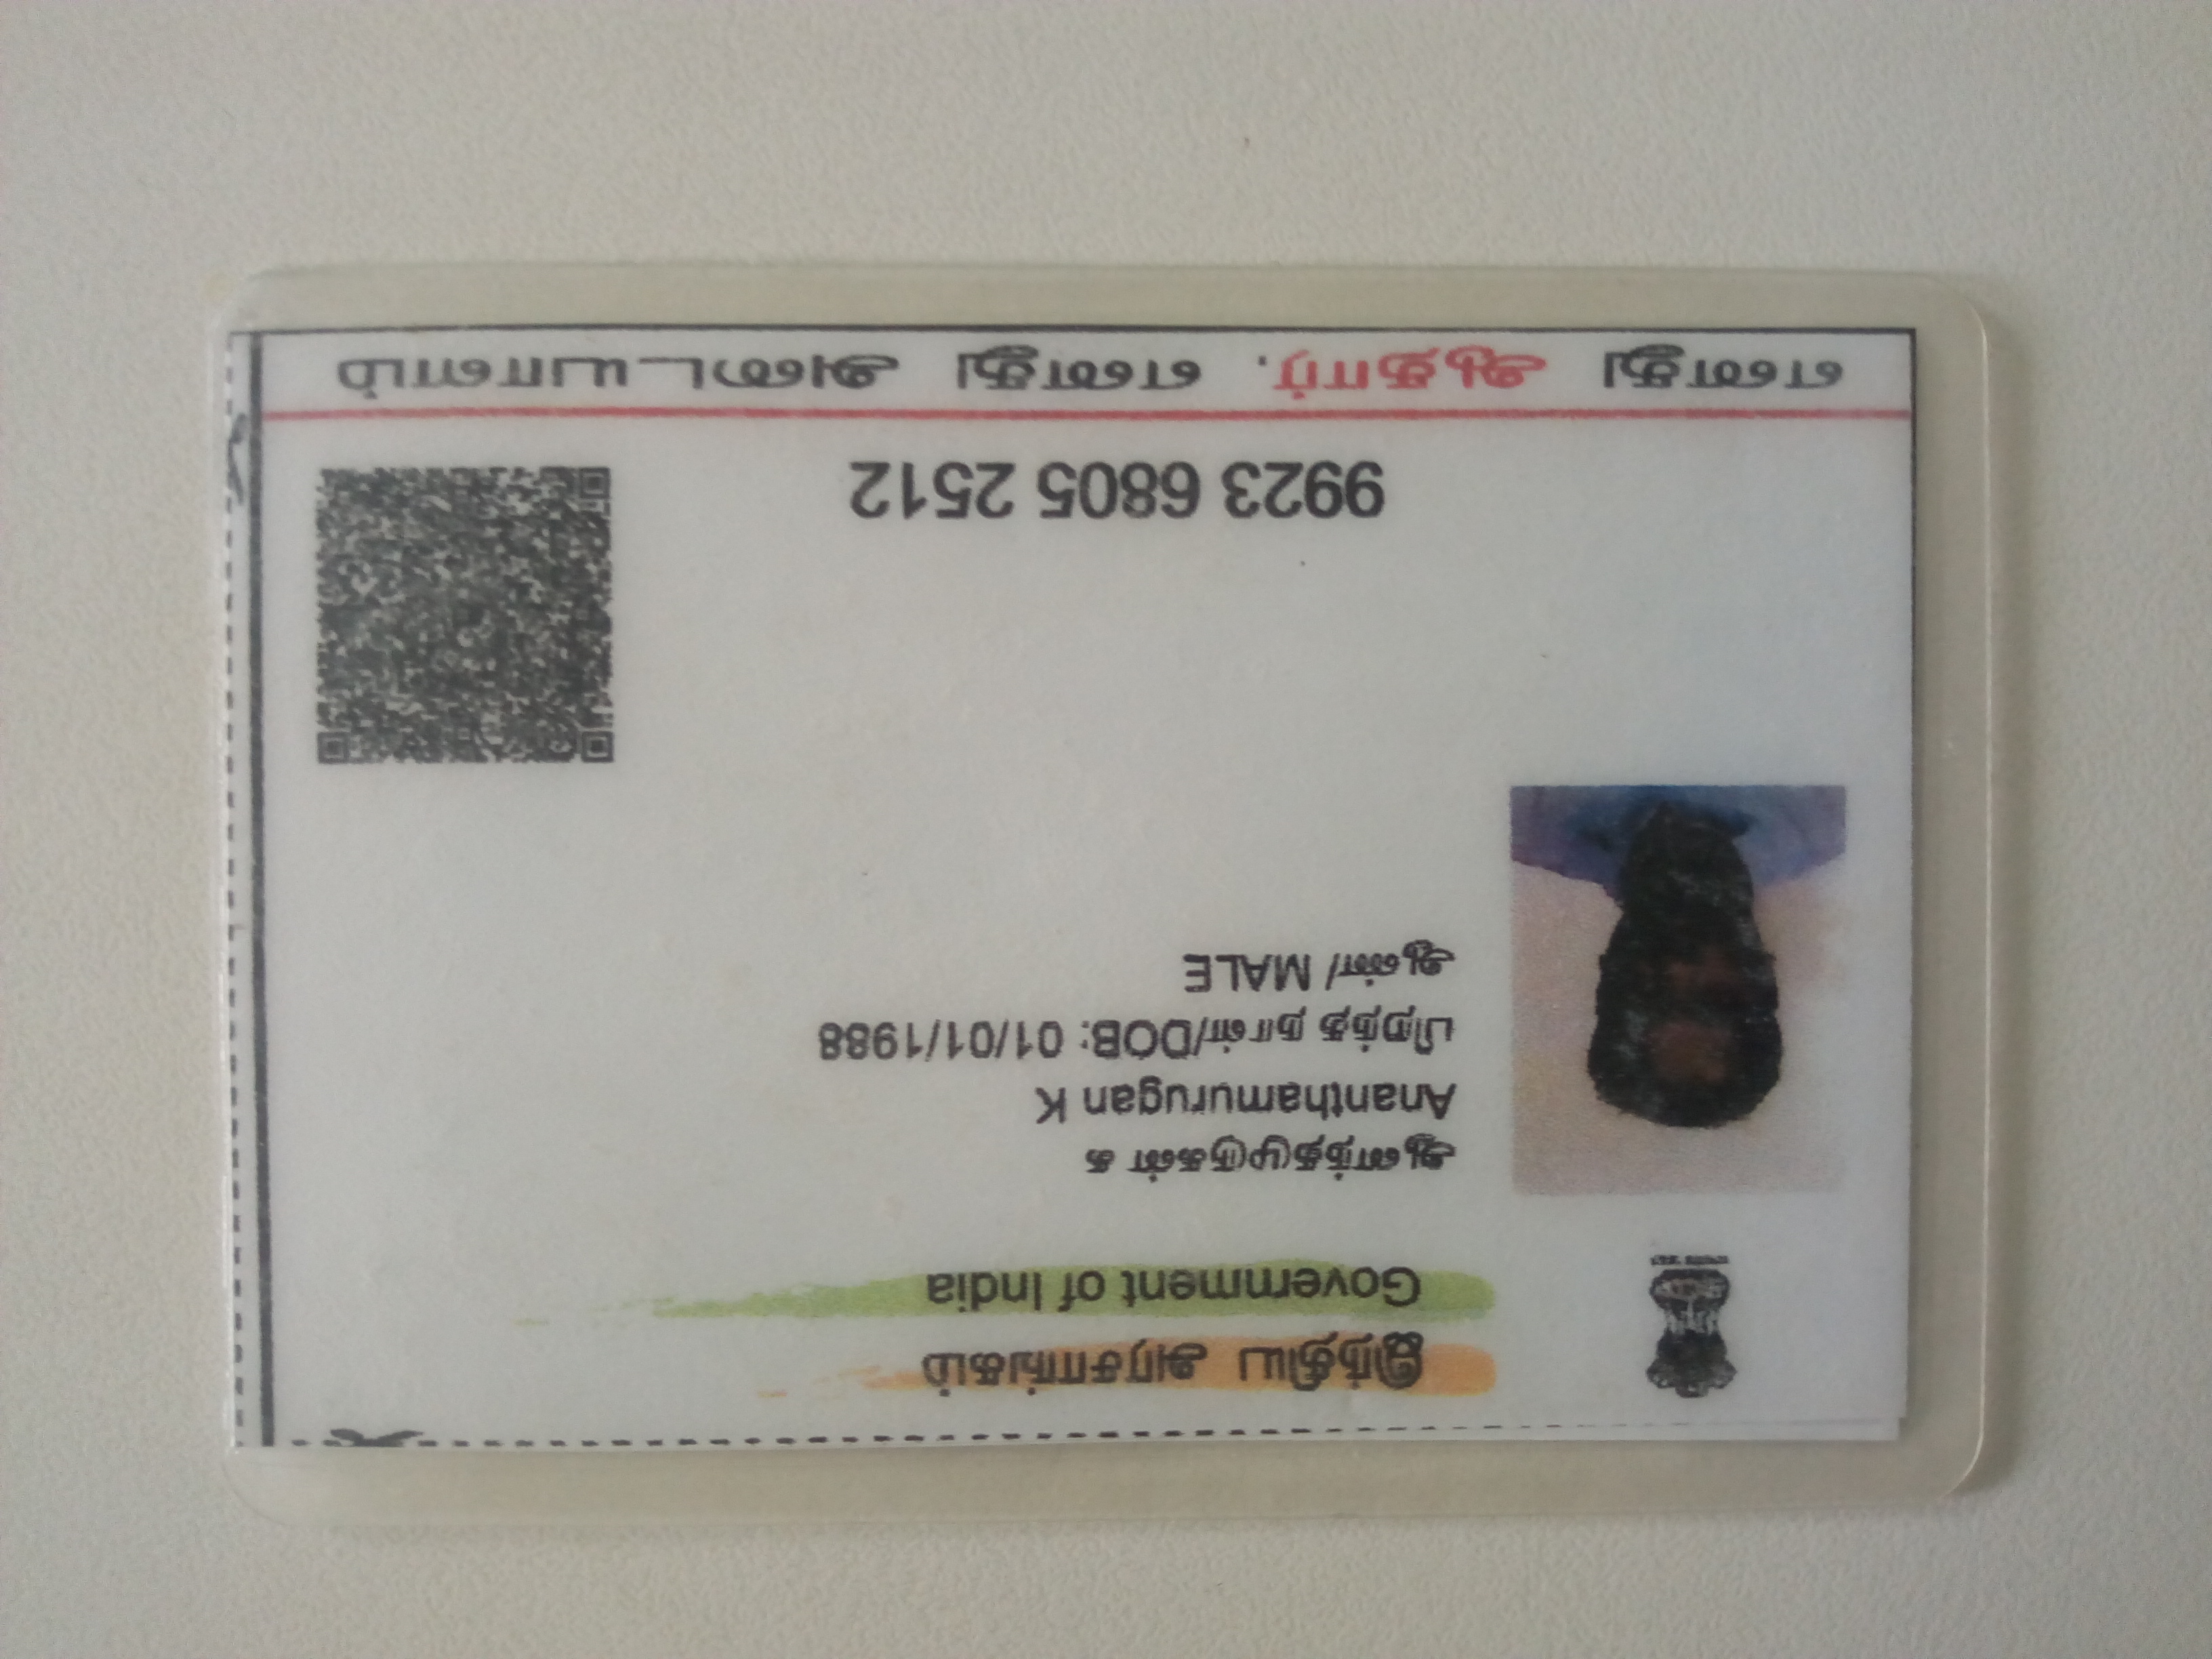 இந்திய அரசாங்கம்
Government of India
ஆனந்தமுருகன் க
Ananthamurugan K
பிறந்த நாள்/DOB: 01/01/1988
ஆண்/ MALE
9923 6805 2512
எனது ஆதார், எனது அடையாளம்